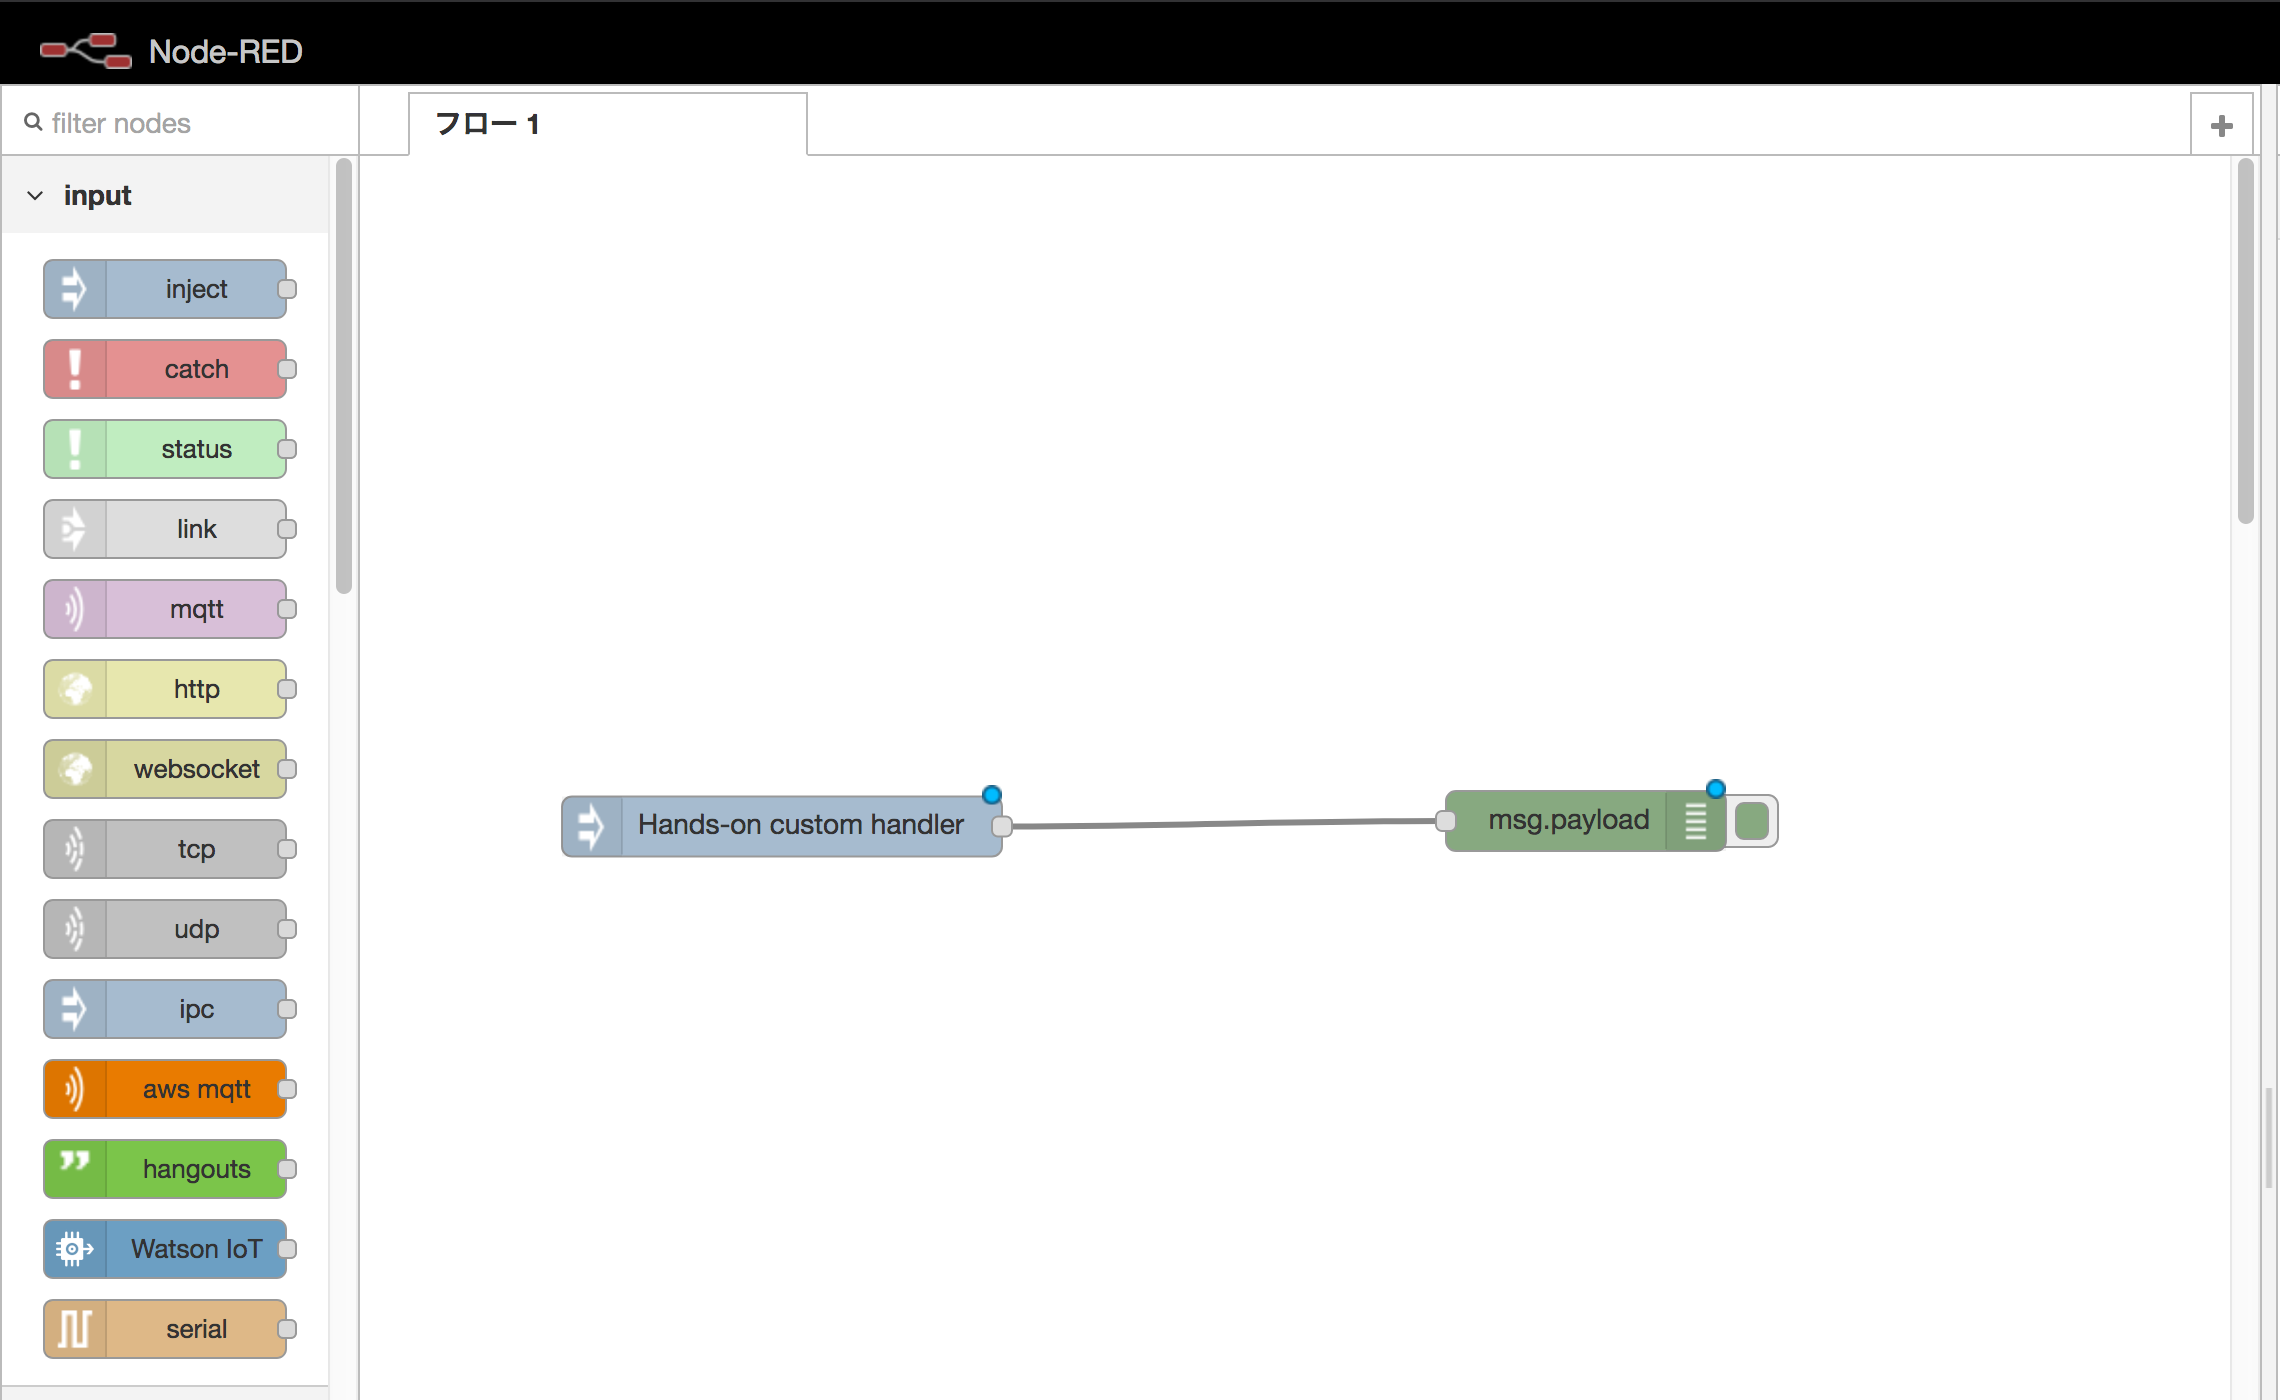 Node-RED
filter nodes
フロー 1
input
inject
catch
status
link
mqtt
http
websocket
tcp
udp
ipc
aws mqtt
hangouts
Watson IoT
serial
Hands-on custom handler
msg.payload